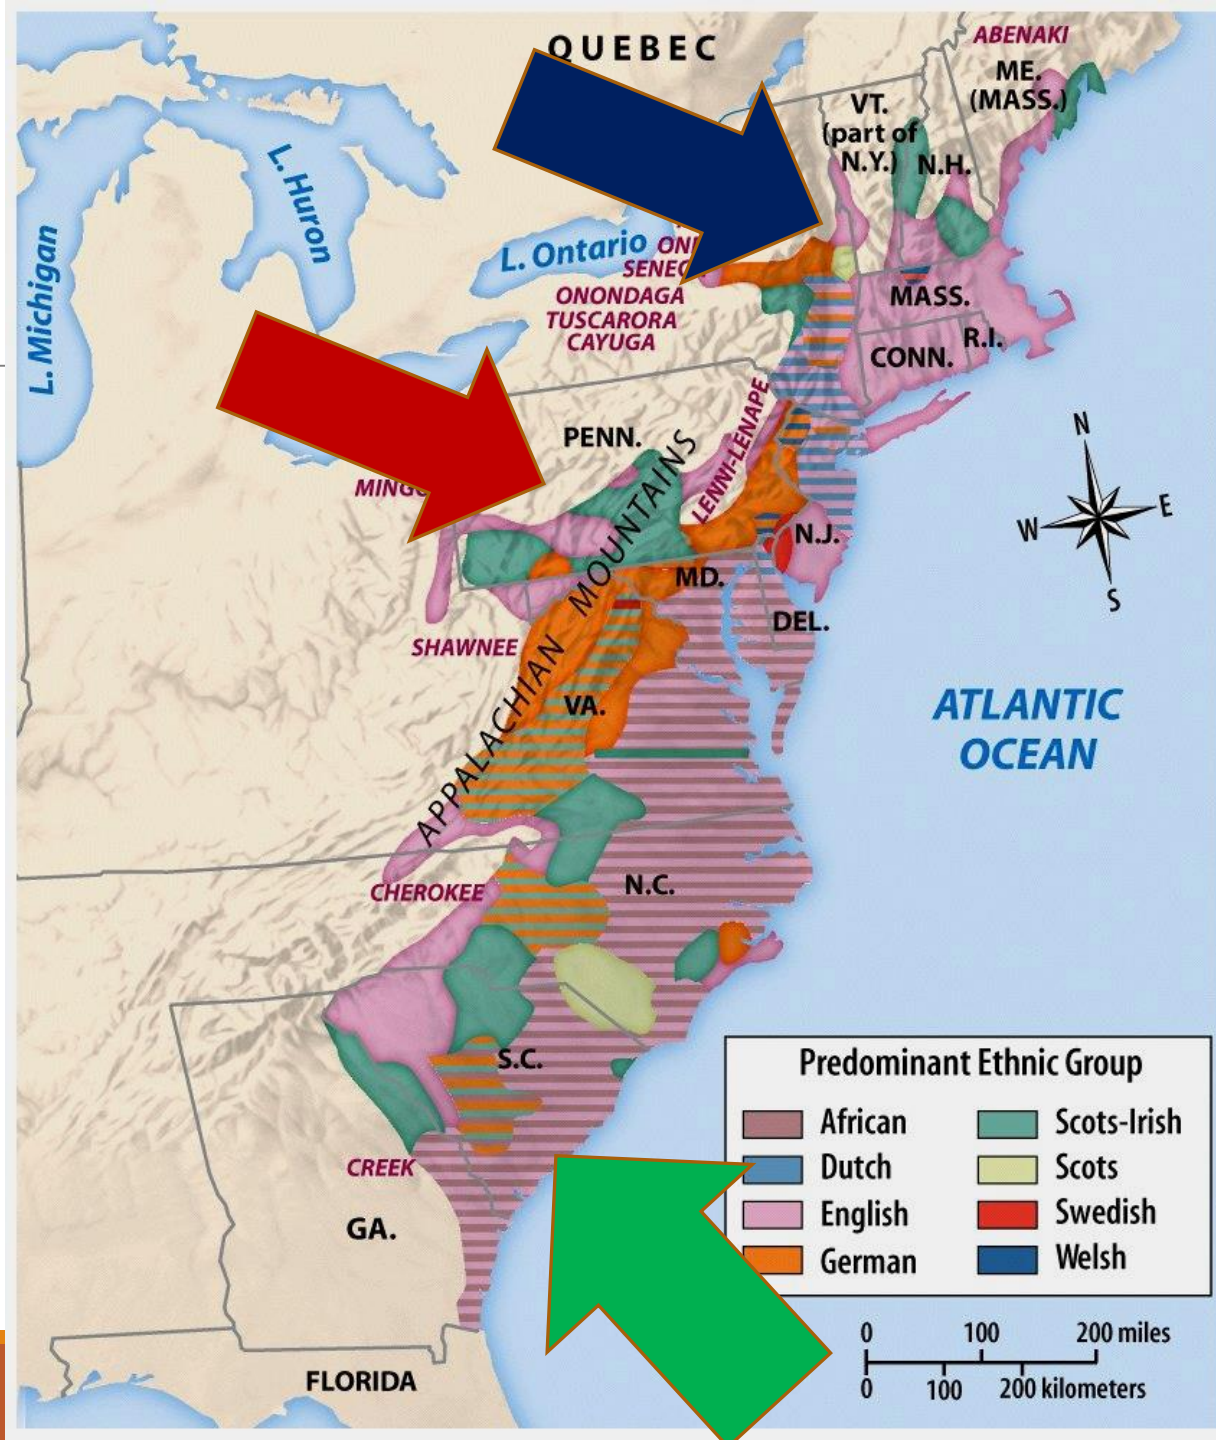 QUEBEC
ABENAKI
ME.
(MASS.)
VT.
(part of
N.Y.)
N.H.
L. Huron
L. Michigan
L. Ontario
ONONDAGA
TUSCARORA
CAYUGA
MASS.
R.I.
CONN.
PENN.
LENNI-LENAPE
APPALACHIAN MOUNTAINS
N
W
E
S
N.J.
MD.
DEL.
SHAWNEE
VA.
ATLANTIC
OCEAN
CHEROKEE
N.C.
S.C.
CREEK
GA.
FLORIDA
Predominant Ethnic Group
African
Dutch
English
German
Scots-Irish
Scots
Swedish
Welsh
0 100 200 miles
0 100 200 kilometers